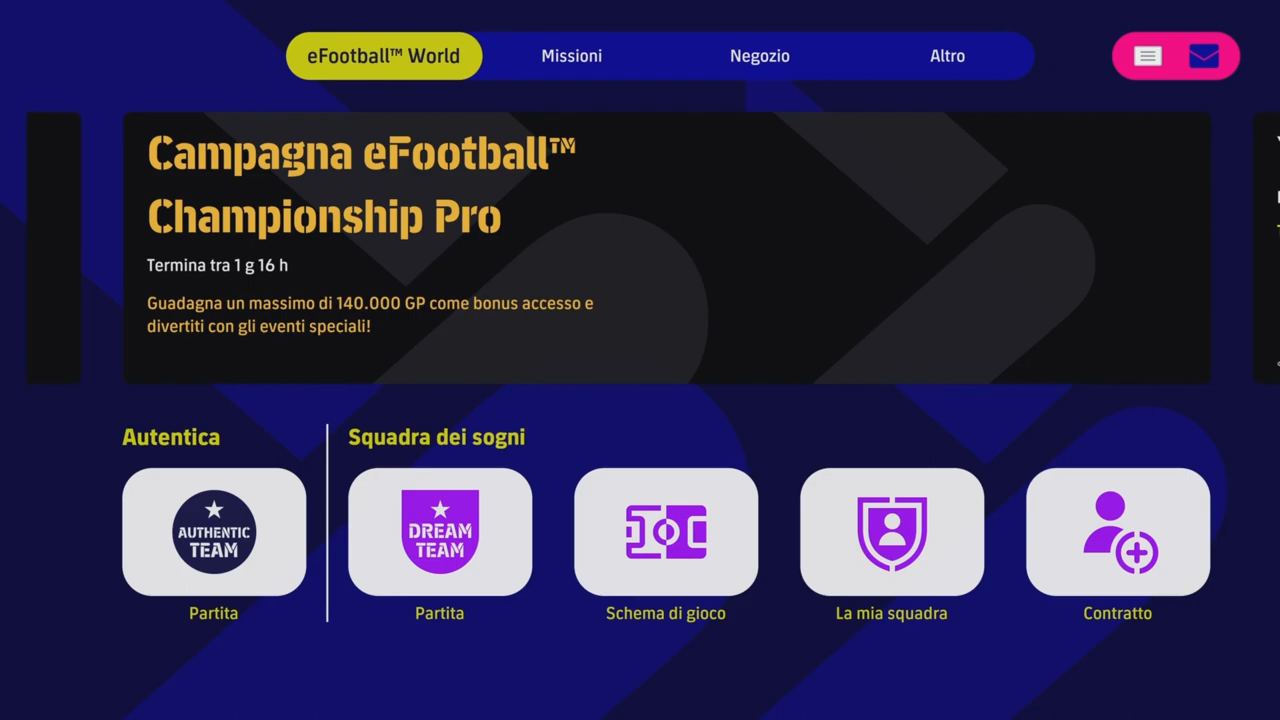 eFootball™ World
Missioni
Negozio
Altro
Campagna eFootball™
Championship Pro
Termina tra 1 g 16 h
Guadagna un massimo di 140.000 GP come bonus accesso e
divertiti con gli eventi speciali!
Autentica
Squadra dei sogni
AUTHENTIC
TEAM
DREAM
TEAM
Partita
Partita
Schema di gioco
La mia squadra
Contratto